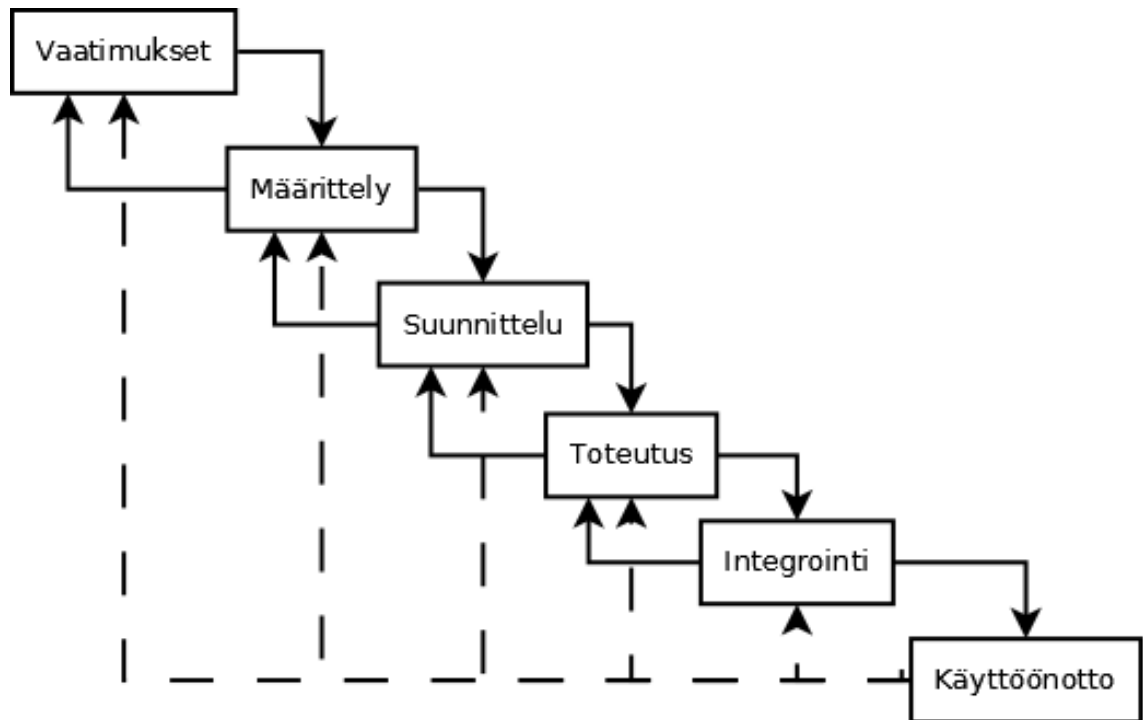 Vaatimukset
Määrittely
Suunnittelu
Toteutus
Integrointi
Käyttöönotto